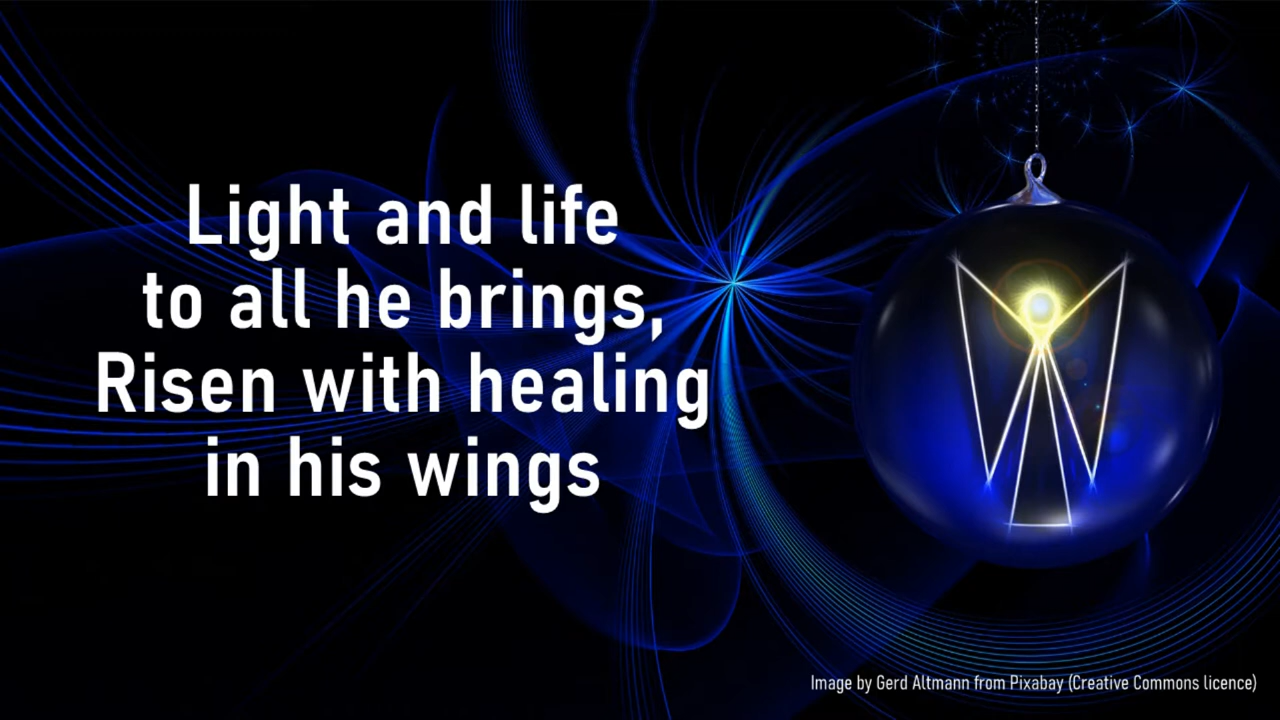 Light and life
to all he brings,
Risen with healing
in his wings
Image by Gerd Altmann from Pixabay (Creative Commons licence)